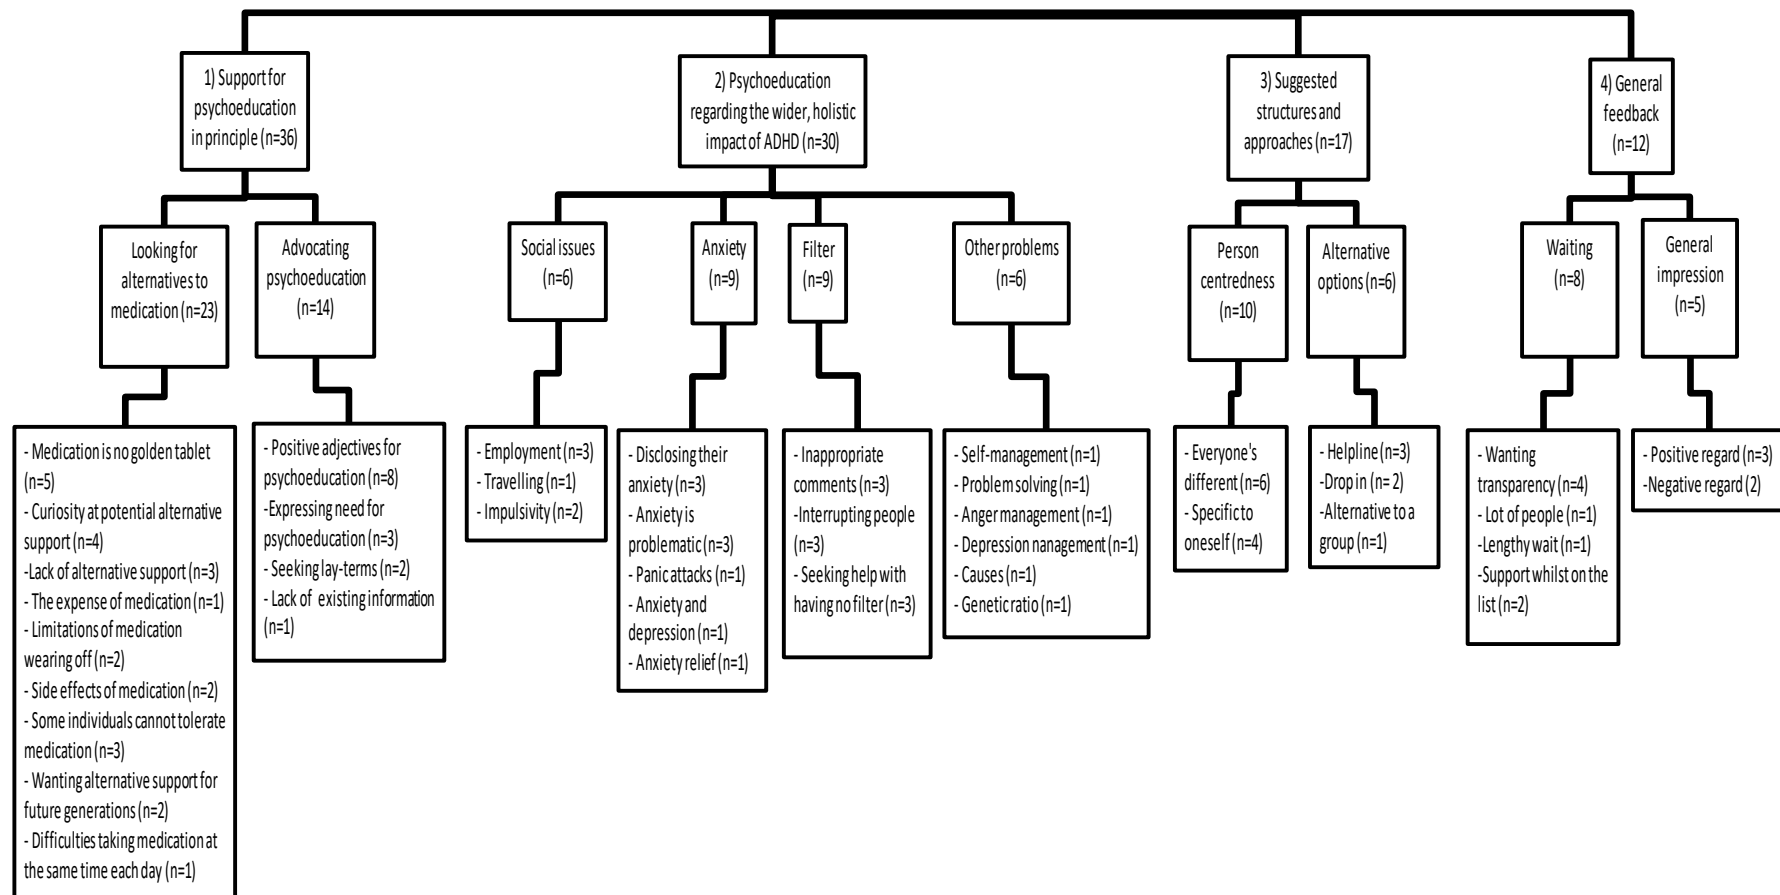 1) Support for
psychoeducation
in principle (n=36)
2) Psychoeducation
regarding the wider, holistic
impact of ADHD (n=30)
3) Suggested
structures and
approaches (n=17)
4) General
feedback
(n=12)
Looking for
alternatives to
medication (n=23)
Advocating
psychoeducation
(n=14)
Social issues
(n=6)
Anxiety
(n=9)
Filter
(n=9)
Other problems
(n=6)
Person
centredness
(n=10)
Alternative
options (n=6)
Waiting
(n=8)
General
impression
(n=5)
- Medication is no golden tablet
(n=5)
- Curiosity at potential alternative
support (n=4)
-Lack of alternative support (n=3)
- The expense of medication (n=1)
- Limitations of medication
wearing off (n=2)
- Side effects of medication (n=2)
- Some individuals cannot tolerate
medication (n=3)
- Wanting alternative support for
future generations (n=2)
- Difficulties taking medication at
the same time each day (n=1)
- Positive adjectives for
psychoeducation (n=8)
-Expressing need for
psychoeducation (n=3)
- Seeking lay-terms (n=2)
- Lack of existing information
(n=1)
- Employment (n=3)
- Travelling (n=1)
- Impulsivity (n=2)
- Disclosing their
anxiety (n=3)
- Anxiety is
problematic (n=3)
- Panic attacks (n=1)
- Anxiety and
depression (n=1)
- Anxiety relief (n=1)
- Inappropriate
comments (n=3)
-Interrupting people
(n=3)
- Seeking help with
having no filter (n=3)
- Self-management (n=1)
- Problem solving (n=1)
- Anger management (n=1)
- Depression nanagement (n=1)
- Causes (n=1)
- Genetic ratio (n=1)
- Everyone's
different (n=6)
- Specific to
oneself (n=4)
- Helpline (n=3)
- Drop in (n= 2)
-Alternative to a
group (n=1)
- Wanting
transparency (n=4)
- Lot of people (n=1)
- Lengthy wait (n=1)
-Support whilst on the
list (n=2)
- Positive regard (n=3)
-Negative regard (n=2)